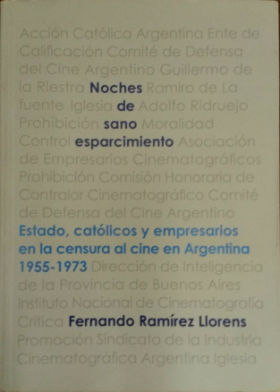 Acción Católica Argentina Ente de
Calificación Comité de Defensa
del Cine Argentino Guillermo de
la Riestra Noches Ramiro de La
fuente Iglesia de Adolfo Ridruejo
Prohibición sano Moralidad
Control esparcimiento Asociación
de Empresarios Cinematográficos
Prohibición Comisión Honoraria de
Contralor Cinematográfico Comité
de Defensa del Cine Argentino
Estado, católicos y empresarios
en la censura al cine en Argentina
1955-1973 Dirección de Inteligencia
de la Provincia de Buenos Aires
Instituto Nacional de Cinematografía
Crítica Fernando Ramírez Llorens
Promoción Sindicato de la Industria
Cinematográfica Argentina Iglesia